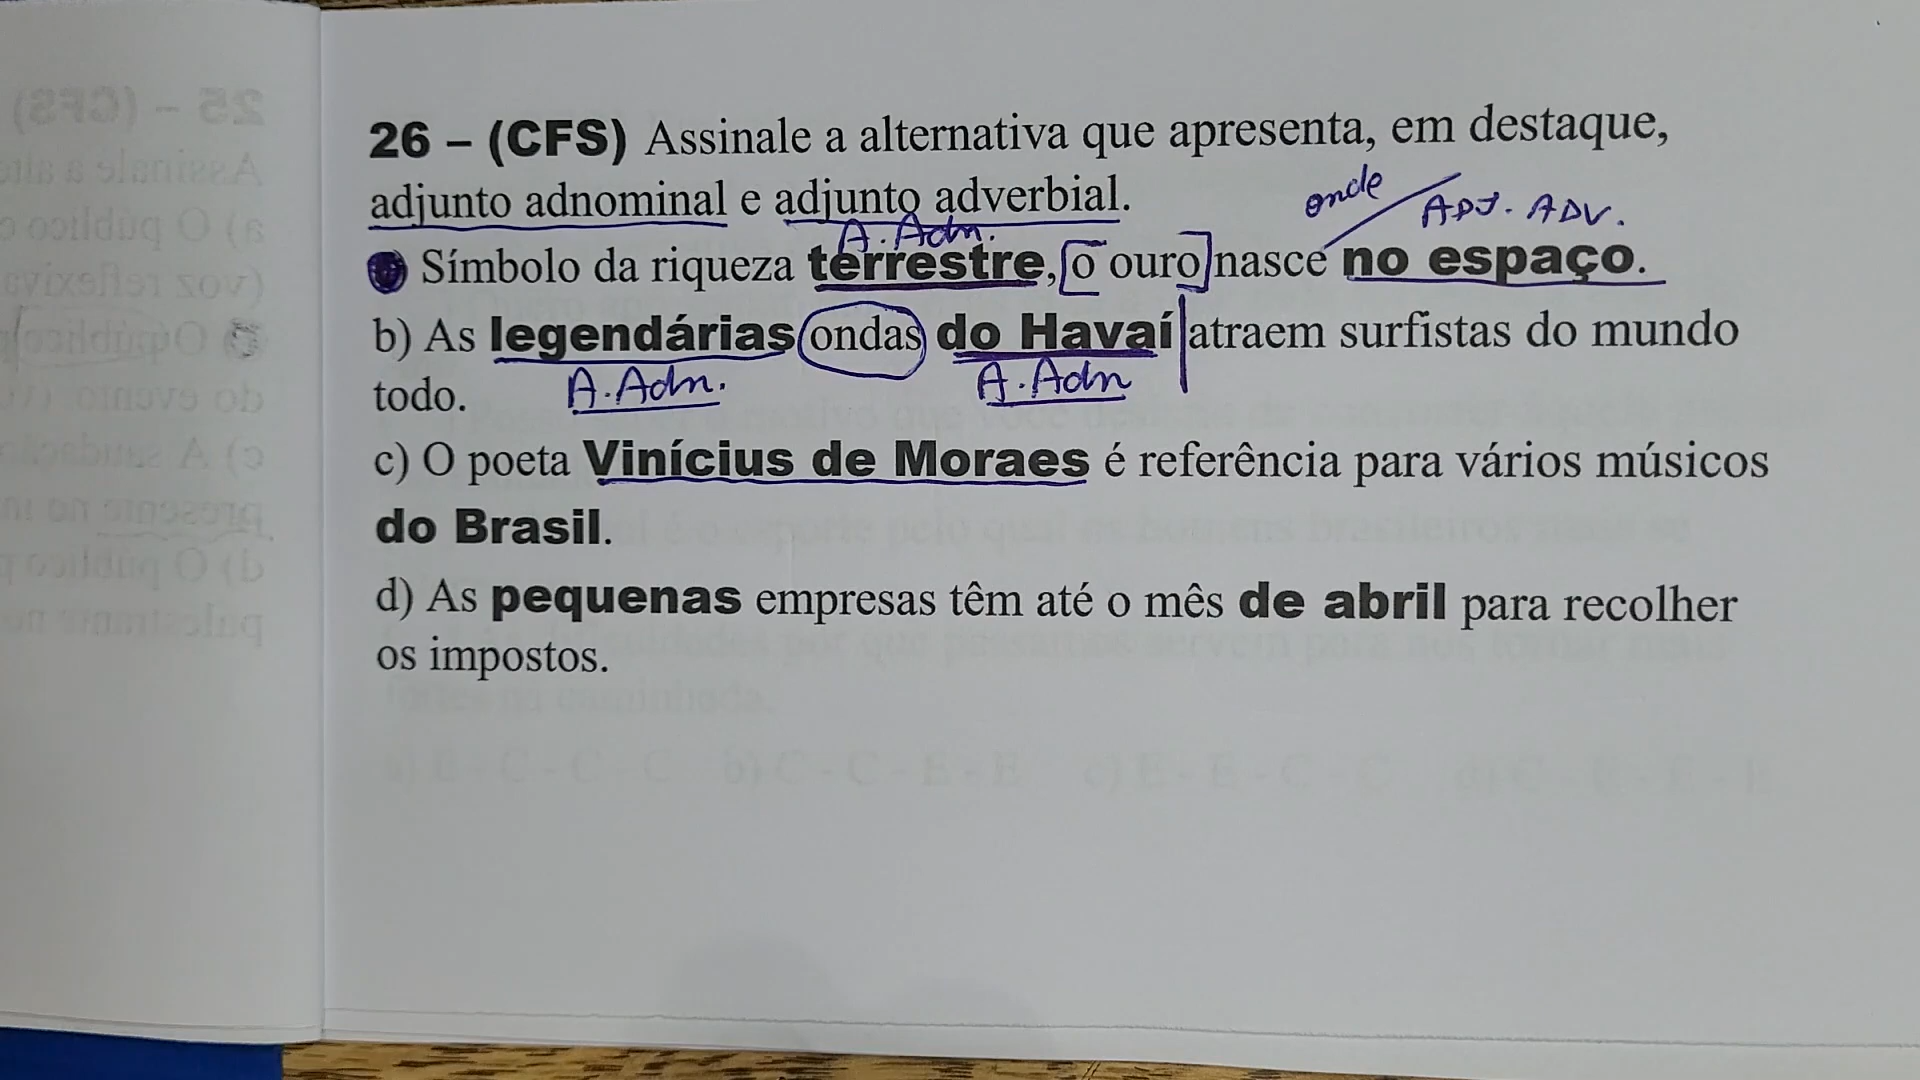 26 – (CFS) Assinale a alternativa que apresenta, em destaque,
adjunto adnominal e adjunto adverbial.
onde
ADJ. ADV.
A. Adn.
Símbolo da riqueza terrestre, [o ouro] nasce no espaço.
b) As legendárias ondas do Havaí atraem surfistas do mundo
todo.
A. Adn.
A. Adn
c) O poeta Vinícius de Moraes é referência para vários músicos
do Brasil.
d) As pequenas empresas têm até o mês de abril para recolher
os impostos.